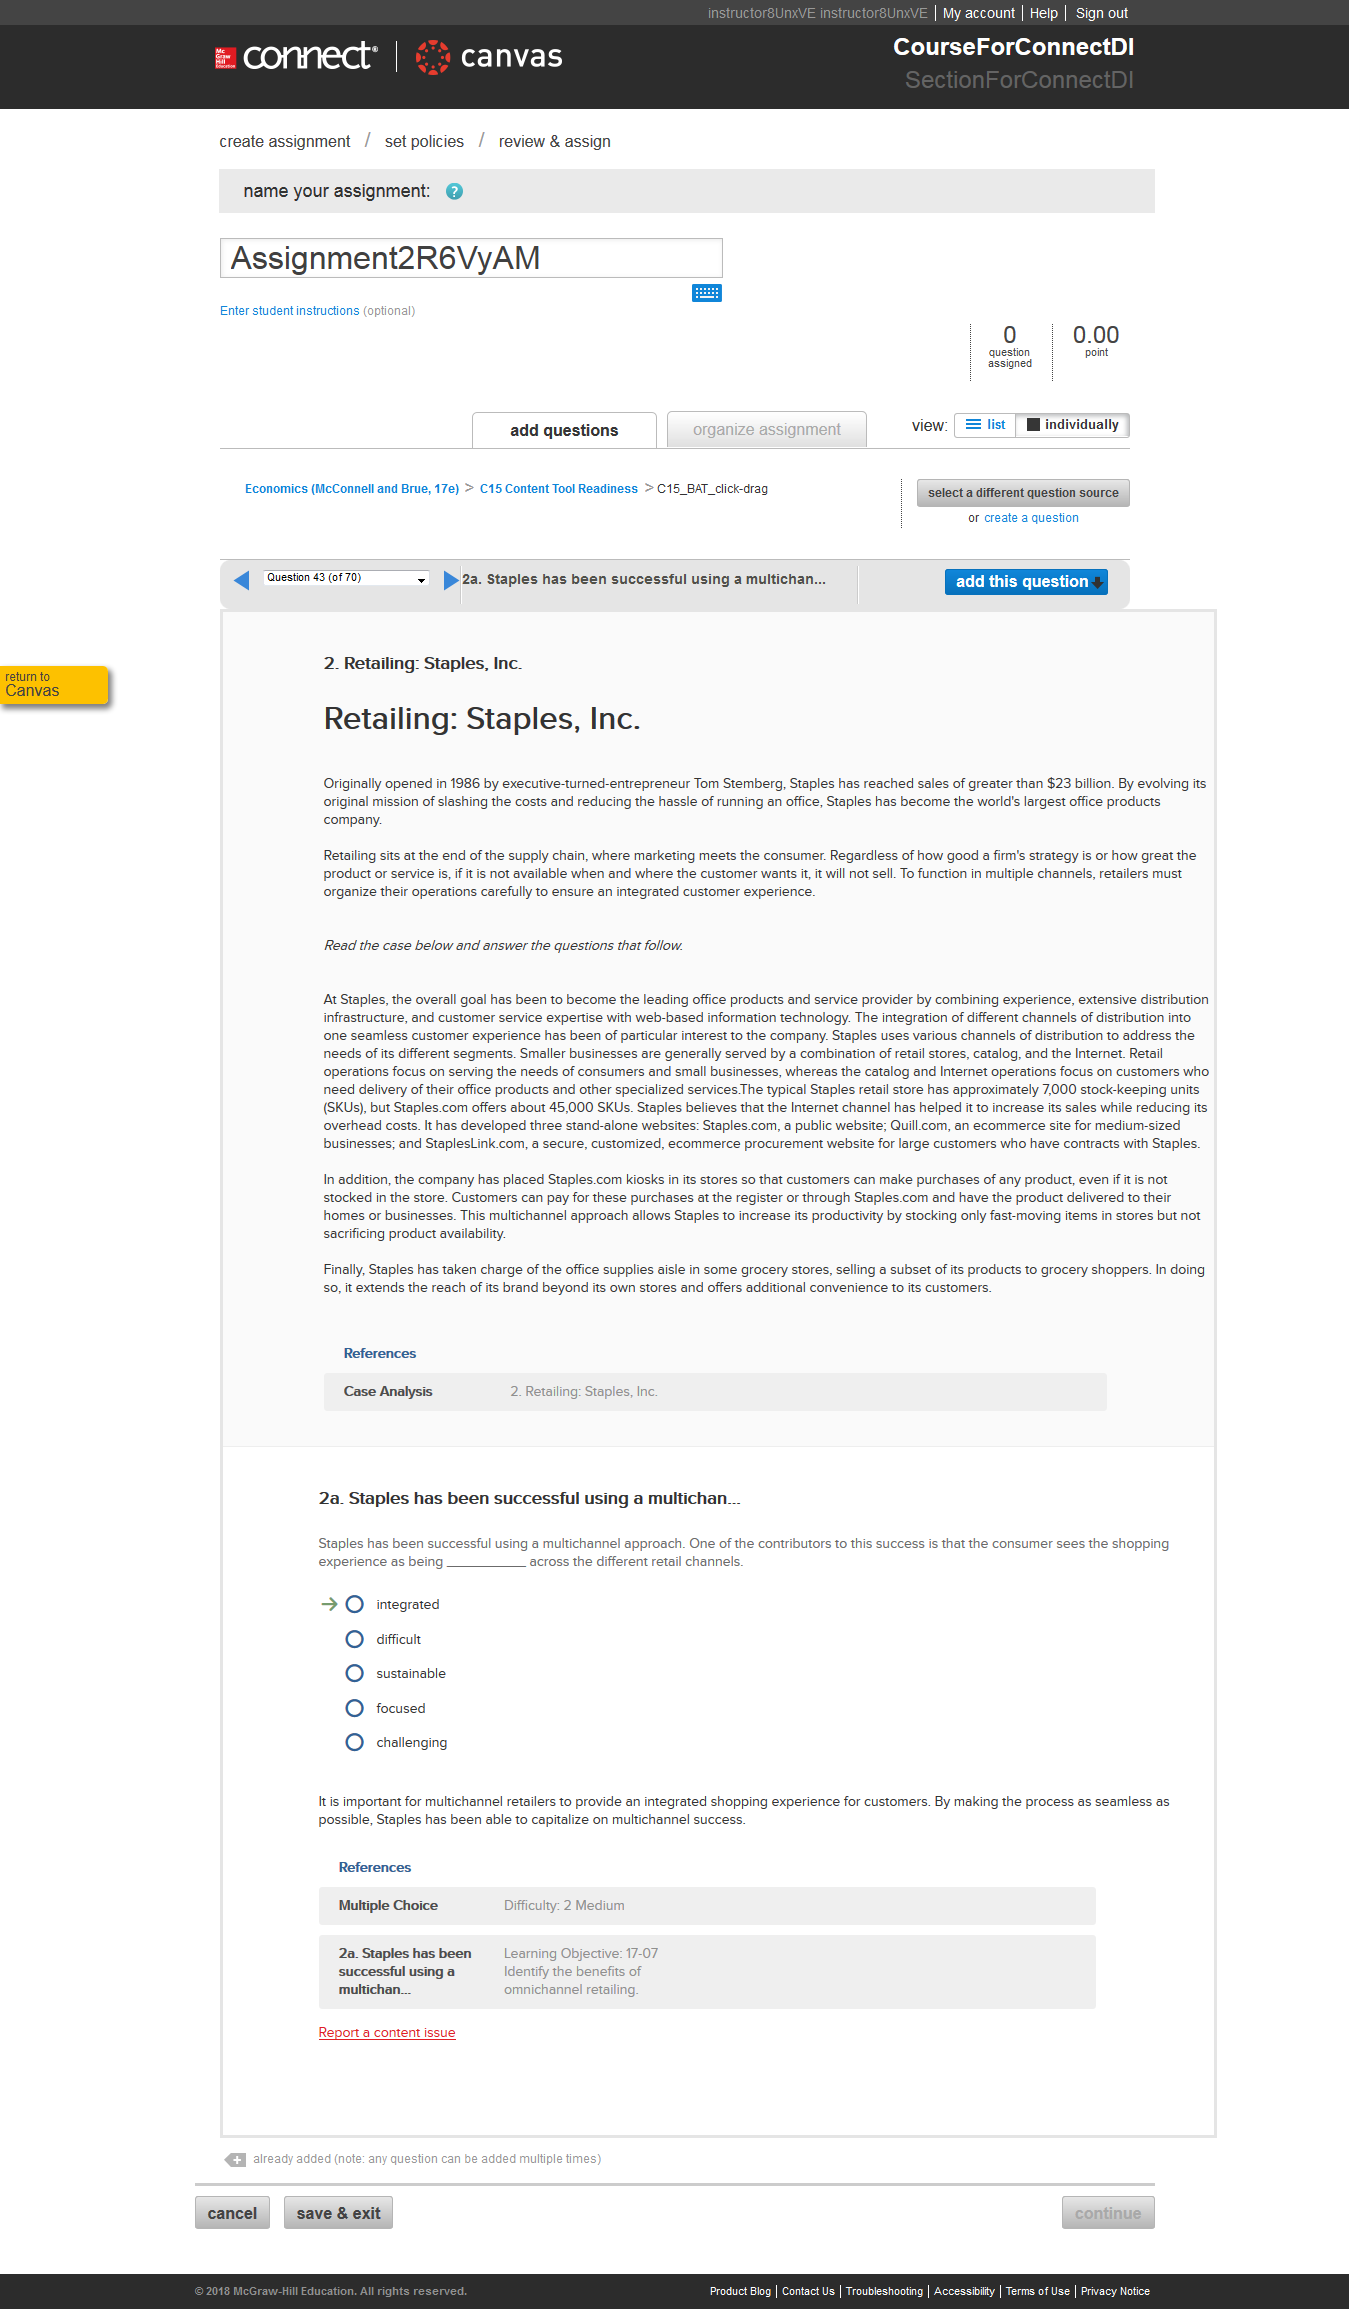 instructor8UnxVE instructor8UnxVE | My account | Help | Sign out
Mc Graw Hill Education connect® | canvas
CourseForConnectDI
SectionForConnectDI
create assignment / set policies / review & assign
name your assignment: ?
Assignment2R6VyAM
Enter student instructions (optional)
0 question assigned
0.00 point
add questions
organize assignment
view: list individually
Economics (McConnell and Brue, 17e) > C15 Content Tool Readiness > C15_BAT_click-drag
select a different question source
or create a question
Question 43 (of 70)
2a. Staples has been successful using a multichan...
add this question
return to
Canvas
2. Retailing: Staples, Inc.
Retailing: Staples, Inc.
Originally opened in 1986 by executive-turned-entrepreneur Tom Stemberg, Staples has reached sales of greater than $23 billion. By evolving its
original mission of slashing the costs and reducing the hassle of running an office, Staples has become the world's largest office products
company.
Retailing sits at the end of the supply chain, where marketing meets the consumer. Regardless of how good a firm's strategy is or how great the
product or service is, if it is not available when and where the customer wants it, it will not sell. To function in multiple channels, retailers must
organize their operations carefully to ensure an integrated customer experience.
Read the case below and answer the questions that follow.
At Staples, the overall goal has been to become the leading office products and service provider by combining experience, extensive distribution
infrastructure, and customer service expertise with web-based information technology. The integration of different channels of distribution into
one seamless customer experience has been of particular interest to the company. Staples uses various channels of distribution to address the
needs of its different segments. Smaller businesses are generally served by a combination of retail stores, catalog, and the Internet. Retail
operations focus on serving the needs of consumers and small businesses, whereas the catalog and Internet operations focus on customers who
need delivery of their office products and other specialized services.The typical Staples retail store has approximately 7,000 stock-keeping units
(SKUs), but Staples.com offers about 45,000 SKUs. Staples believes that the Internet channel has helped it to increase its sales while reducing its
overhead costs. It has developed three stand-alone websites: Staples.com, a public website; Quill.com, an ecommerce site for medium-sized
businesses; and StaplesLink.com, a secure, customized, ecommerce procurement website for large customers who have contracts with Staples.
In addition, the company has placed Staples.com kiosks in its stores so that customers can make purchases of any product, even if it is not
stocked in the store. Customers can pay for these purchases at the register or through Staples.com and have the product delivered to their
homes or businesses. This multichannel approach allows Staples to increase its productivity by stocking only fast-moving items in stores but not
sacrificing product availability.
Finally, Staples has taken charge of the office supplies aisle in some grocery stores, selling a subset of its products to grocery shoppers. In doing
so, it extends the reach of its brand beyond its own stores and offers additional convenience to its customers.
References
Case Analysis 2. Retailing: Staples, Inc.
2a. Staples has been successful using a multichan...
Staples has been successful using a multichannel approach. One of the contributors to this success is that the consumer sees the shopping
experience as being ___________ across the different retail channels.
integrated
difficult
sustainable
focused
challenging
It is important for multichannel retailers to provide an integrated shopping experience for customers. By making the process as seamless as
possible, Staples has been able to capitalize on multichannel success.
References
Multiple Choice Difficulty: 2 Medium
2a. Staples has been Learning Objective: 17-07
successful using a Identify the benefits of
multichan... omnichannel retailing.
Report a content issue
already added (note: any question can be added multiple times)
cancel save & exit continue
© 2018 McGraw-Hill Education. All rights reserved.
Product Blog | Contact Us | Troubleshooting | Accessibility | Terms of Use | Privacy Notice